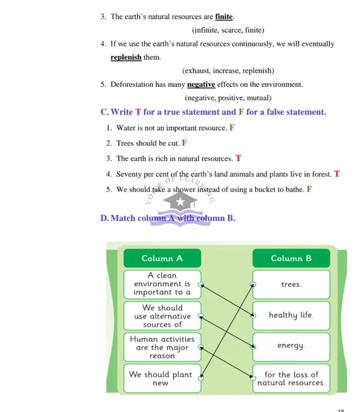 3. The earth's natural resources are finite.
(infinite, scarce, finite)
4. If we use the earth's natural resources continuously, we will eventually
replenish them.
(exhaust, increase, replenish)
5. Deforestation has many negative effects on the environment.
(negative, positive, mutual)
C. Write T for a true statement and F for a false statement.
1. Water is not an important resource. F
2. Trees should be cut. F
3. The earth is rich in natural resources. T
4. Seventy per cent of the earth's land animals and plants live in forest. T
5. We should take a shower instead of using a bucket to bathe. F
VOICE OF LEARNING
D. Match column A with column B.
Column A
Column B
A clean
environment is
important to a
trees.
We should
use alternative
sources of
healthy life.
Human activities
are the major
reason
energy.
We should plant
new
for the loss of
natural resources.
18